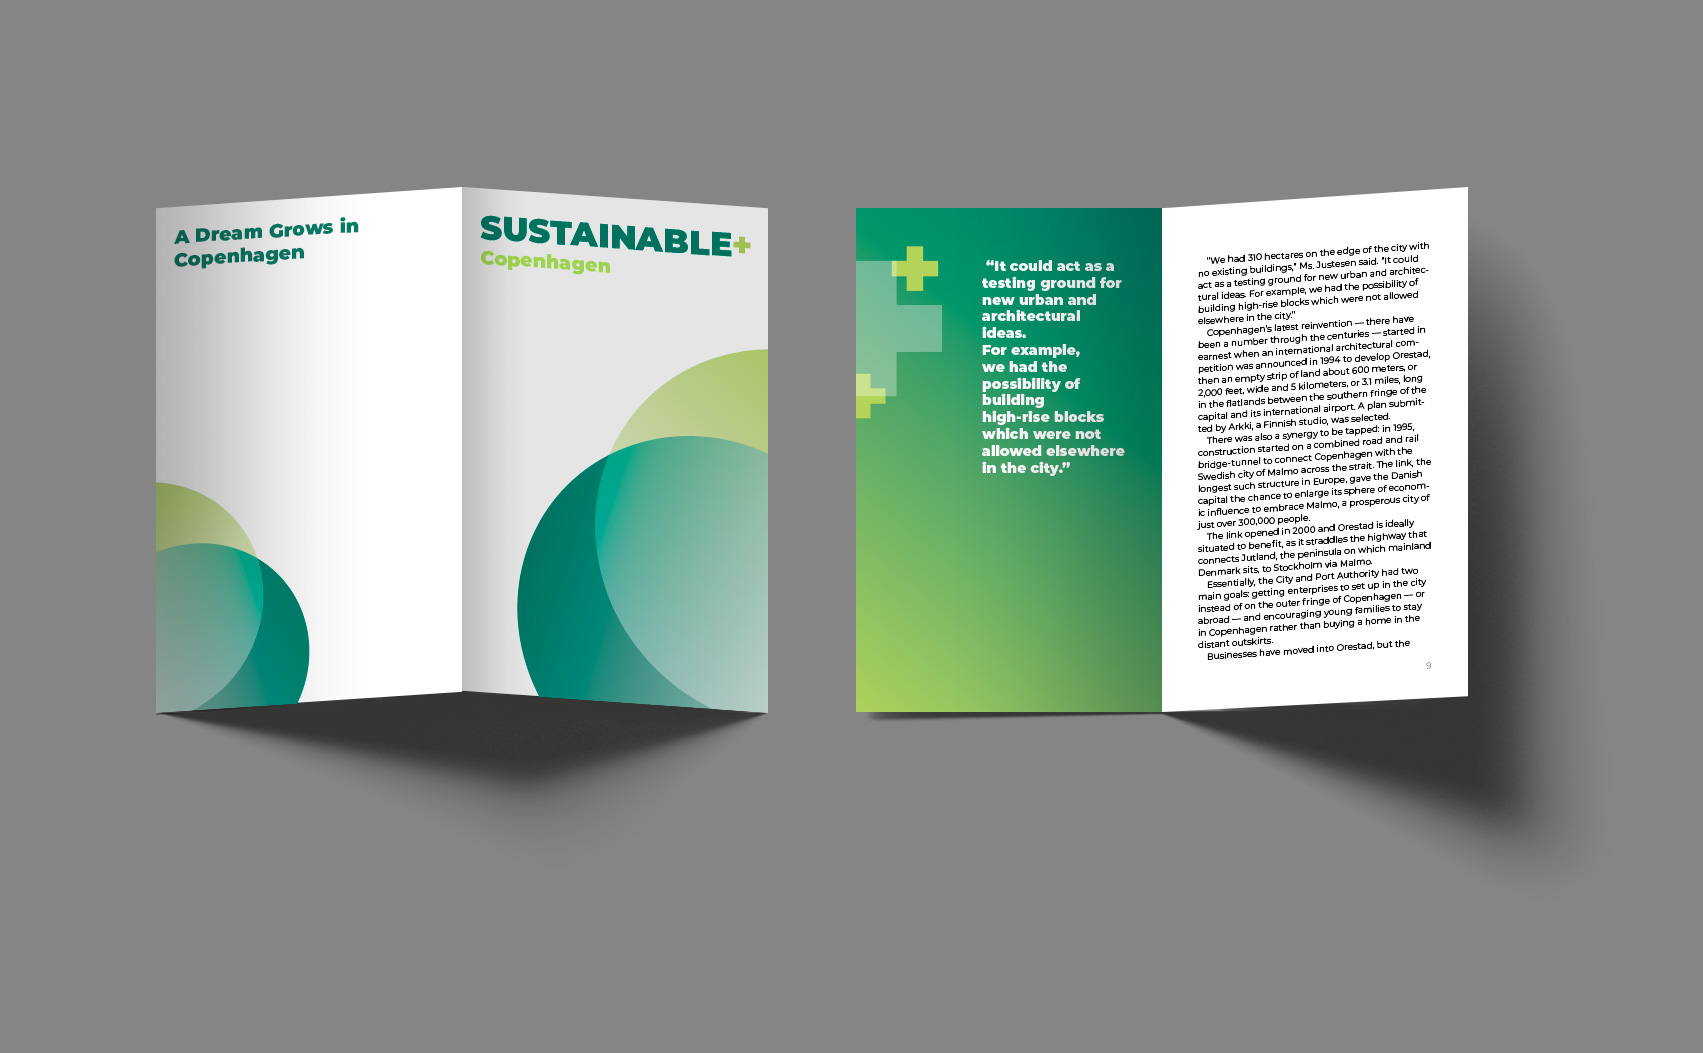 A Dream Grows in
Copenhagen
SUSTAINABLE+
Copenhagen
“It could act as a
testing ground for
new urban and
architectural
ideas.
For example,
we had the
possibility of
building
high-rise blocks
which were not
allowed elsewhere
in the city.”
"We had 310 hectares on the edge of the city with
no existing buildings," Ms. Justesen said. "It could
act as a testing ground for new urban and architec-
tural ideas. For example, we had the possibility of
building high-rise blocks which were not allowed
elsewhere in the city."
Copenhagen's latest reinvention — there have
been a number through the centuries — started in
earnest when an international architectural com-
petition was announced in 1994 to develop Orestad,
then an empty strip of land about 600 meters, or
2,000 feet, wide and 5 kilometers, or 3.1 miles, long
in the flatlands between the southern fringe of the
capital and its international airport. A plan submit-
ted by Arkki, a Finnish studio, was selected.
There was also a synergy to be tapped: in 1995,
construction started on a combined road and rail
bridge-tunnel to connect Copenhagen with the
Swedish city of Malmo across the strait. The link, the
longest such structure in Europe, gave the Danish
capital the chance to enlarge its sphere of econom-
ic influence to embrace Malmo, a prosperous city of
just over 300,000 people.
The link opened in 2000 and Orestad is ideally
situated to benefit, as it straddles the highway that
connects Jutland, the peninsula on which mainland
Denmark sits, to Stockholm via Malmo.
Essentially, the City and Port Authority had two
main goals: getting enterprises to set up in the city
instead of on the outer fringe of Copenhagen — or
abroad — and encouraging young families to stay
in Copenhagen rather than buying a home in the
distant outskirts.
Businesses have moved into Orestad, but the
9